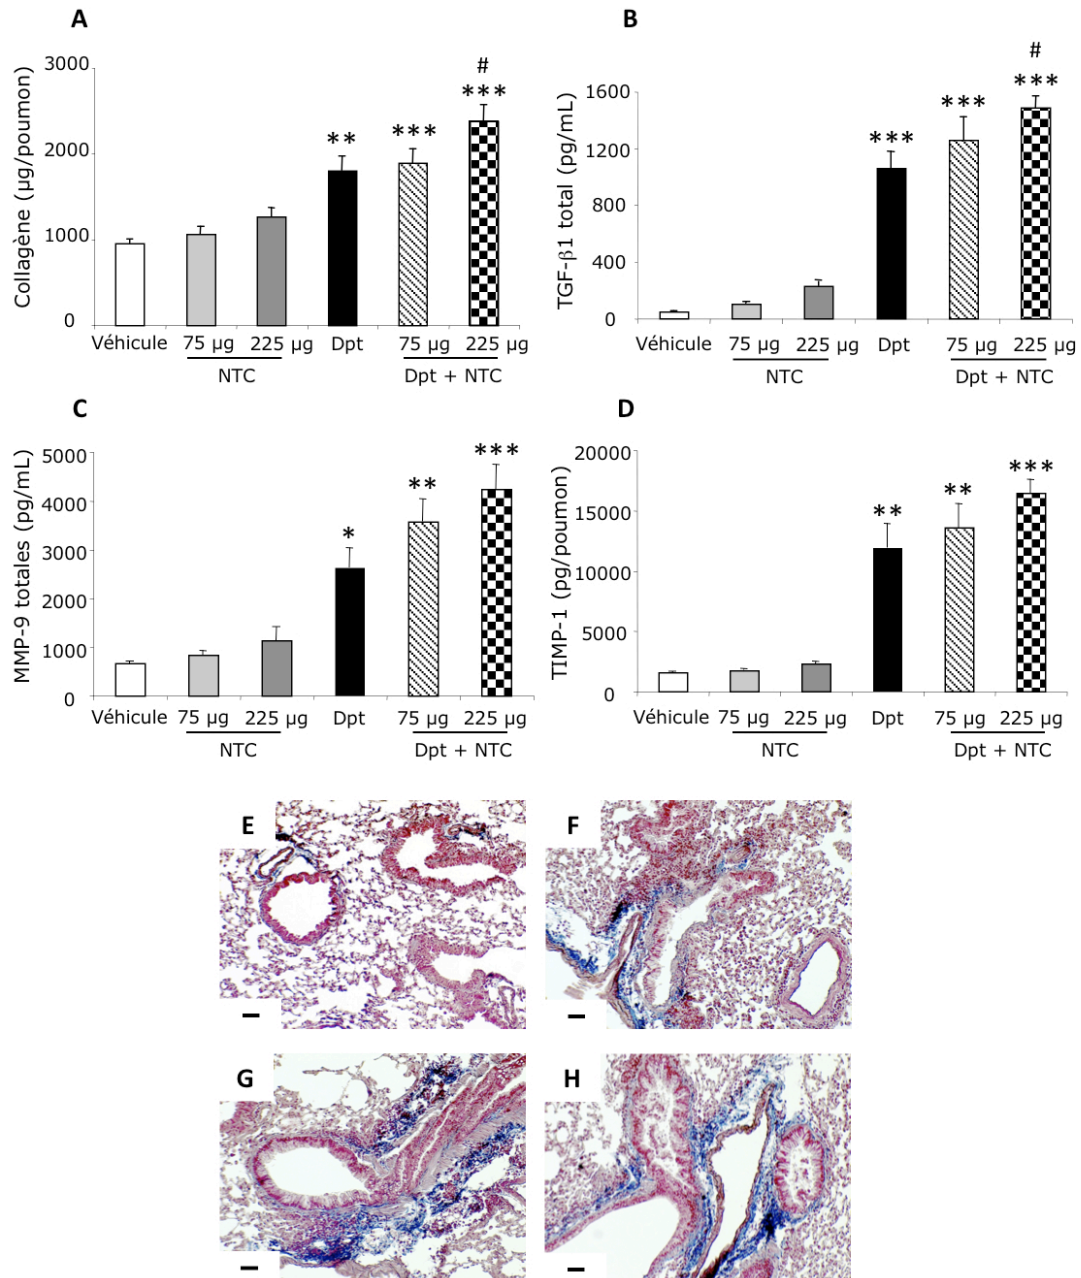 A
Collagène (µg/poumon)
3000
2000
1000
0
**
***
#
***
Véhicule 75 µg 225 µg Dpt 75 µg 225 µg
NTC Dpt + NTC
B
TGF-β1 total (pg/mL)
1600
1200
800
400
0
***
***
#
***
Véhicule 75 µg 225 µg Dpt 75 µg 225 µg
NTC Dpt + NTC
C
MMP-9 totales (pg/mL)
5000
4000
3000
2000
1000
0
*
**
***
Véhicule 75 µg 225 µg Dpt 75 µg 225 µg
NTC Dpt + NTC
D
TIMP-1 (pg/poumon)
20000
15000
10000
5000
0
**
**
***
Véhicule 75 µg 225 µg Dpt 75 µg 225 µg
NTC Dpt + NTC
E
F
G
H